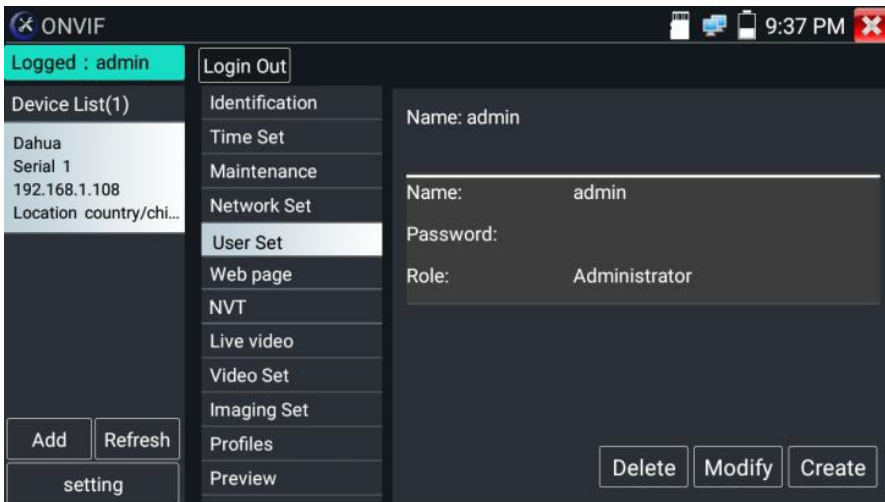 ONVIF
9:37 PM
Logged : admin
Login Out
Device List(1)
Dahua
Serial 1
192.168.1.108
Location country/chi...
Add
Refresh
setting
Identification
Time Set
Maintenance
Network Set
User Set
Web page
NVT
Live video
Video Set
Imaging Set
Profiles
Preview
Name: admin
Name: admin
Password:
Role: Administrator
Delete
Modify
Create